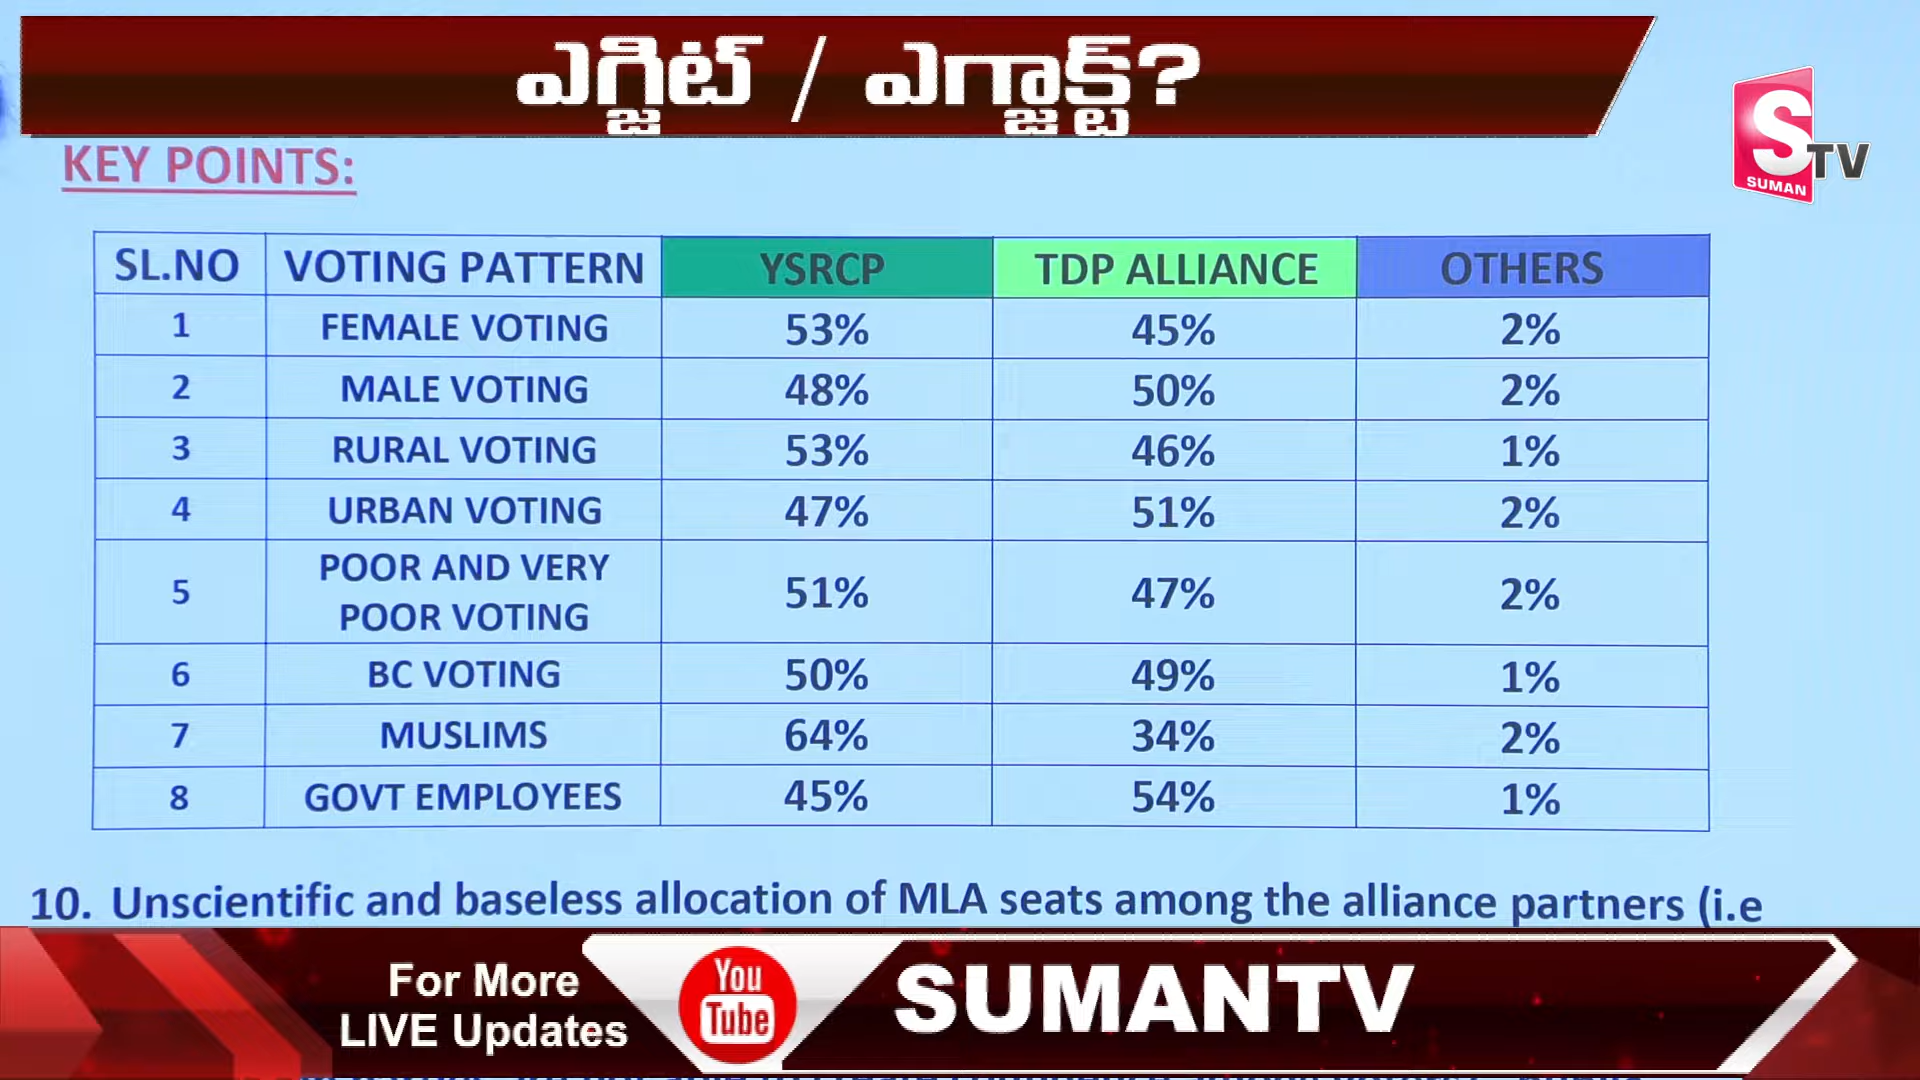 ఎగ్జిట్ / ఎగ్జాక్ట్?
S TV
SUMAN
KEY POINTS:
SL.NO VOTING PATTERN YSRCP TDP ALLIANCE OTHERS
1 FEMALE VOTING 53% 45% 2%
2 MALE VOTING 48% 50% 2%
3 RURAL VOTING 53% 46% 1%
4 URBAN VOTING 47% 51% 2%
5 POOR AND VERY POOR VOTING 51% 47% 2%
6 BC VOTING 50% 49% 1%
7 MUSLIMS 64% 34% 2%
8 GOVT EMPLOYEES 45% 54% 1%
10. Unscientific and baseless allocation of MLA seats among the alliance partners (i.e
For More
LIVE Updates
You
Tube
SUMANTV